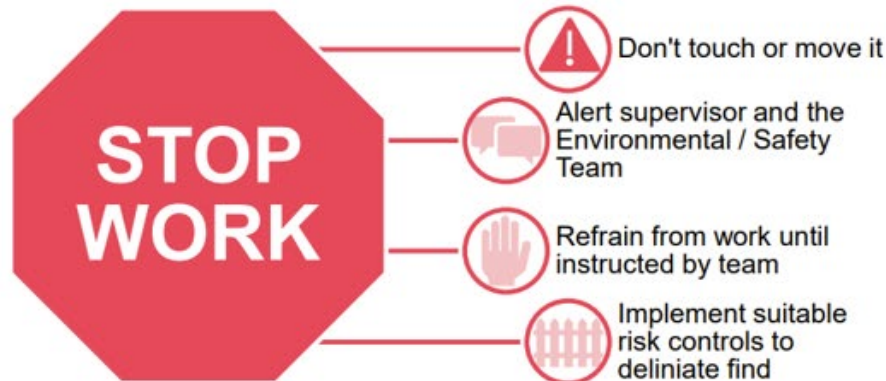 STOP
WORK
Don't touch or move it
Alert supervisor and the
Environmental / Safety
Team
Refrain from work until
instructed by team
Implement suitable
risk controls to
deliniate find